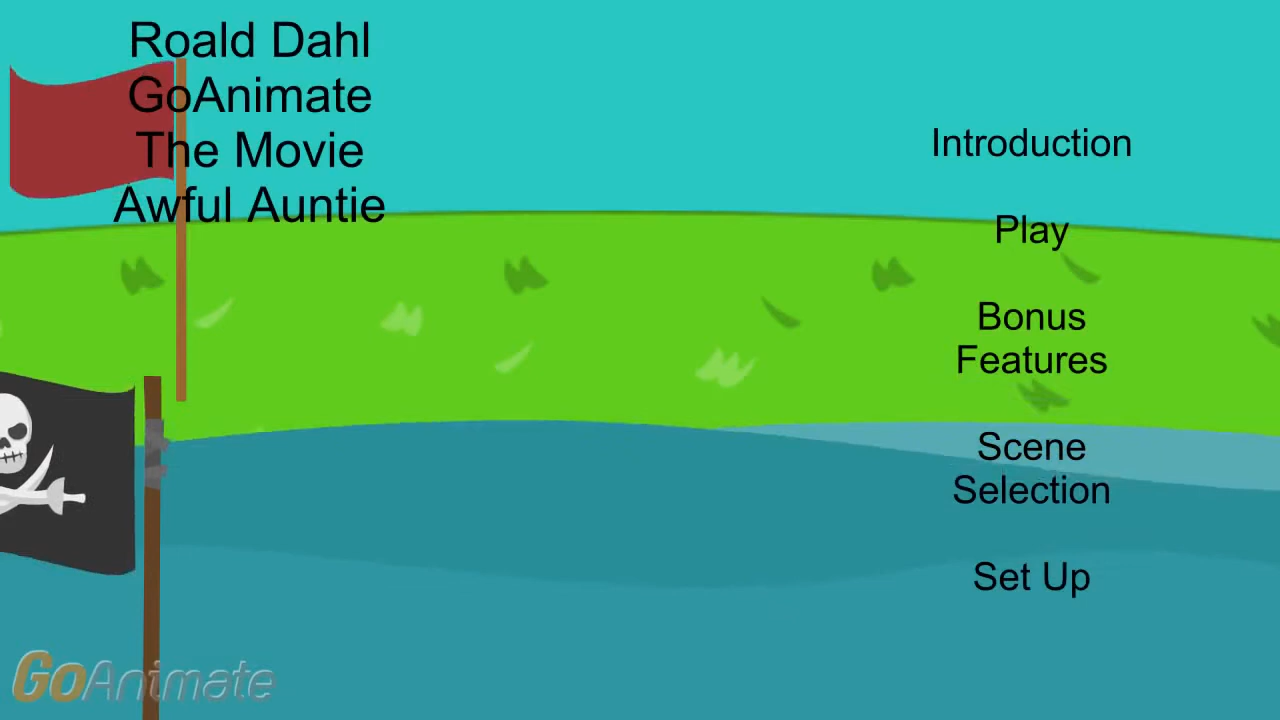 Roald Dahl
GoAnimate
The Movie
Awful Auntie
Introduction
Play
Bonus
Features
Scene
Selection
Set Up
GoAnimate